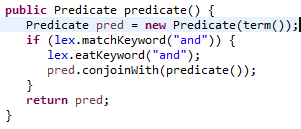 public Predicate predicate() {
Predicate pred = new Predicate(term());
if (lex.matchKeyword("and")) {
lex.eatKeyword("and");
pred.conjoinWith(predicate());
}
return pred;
}